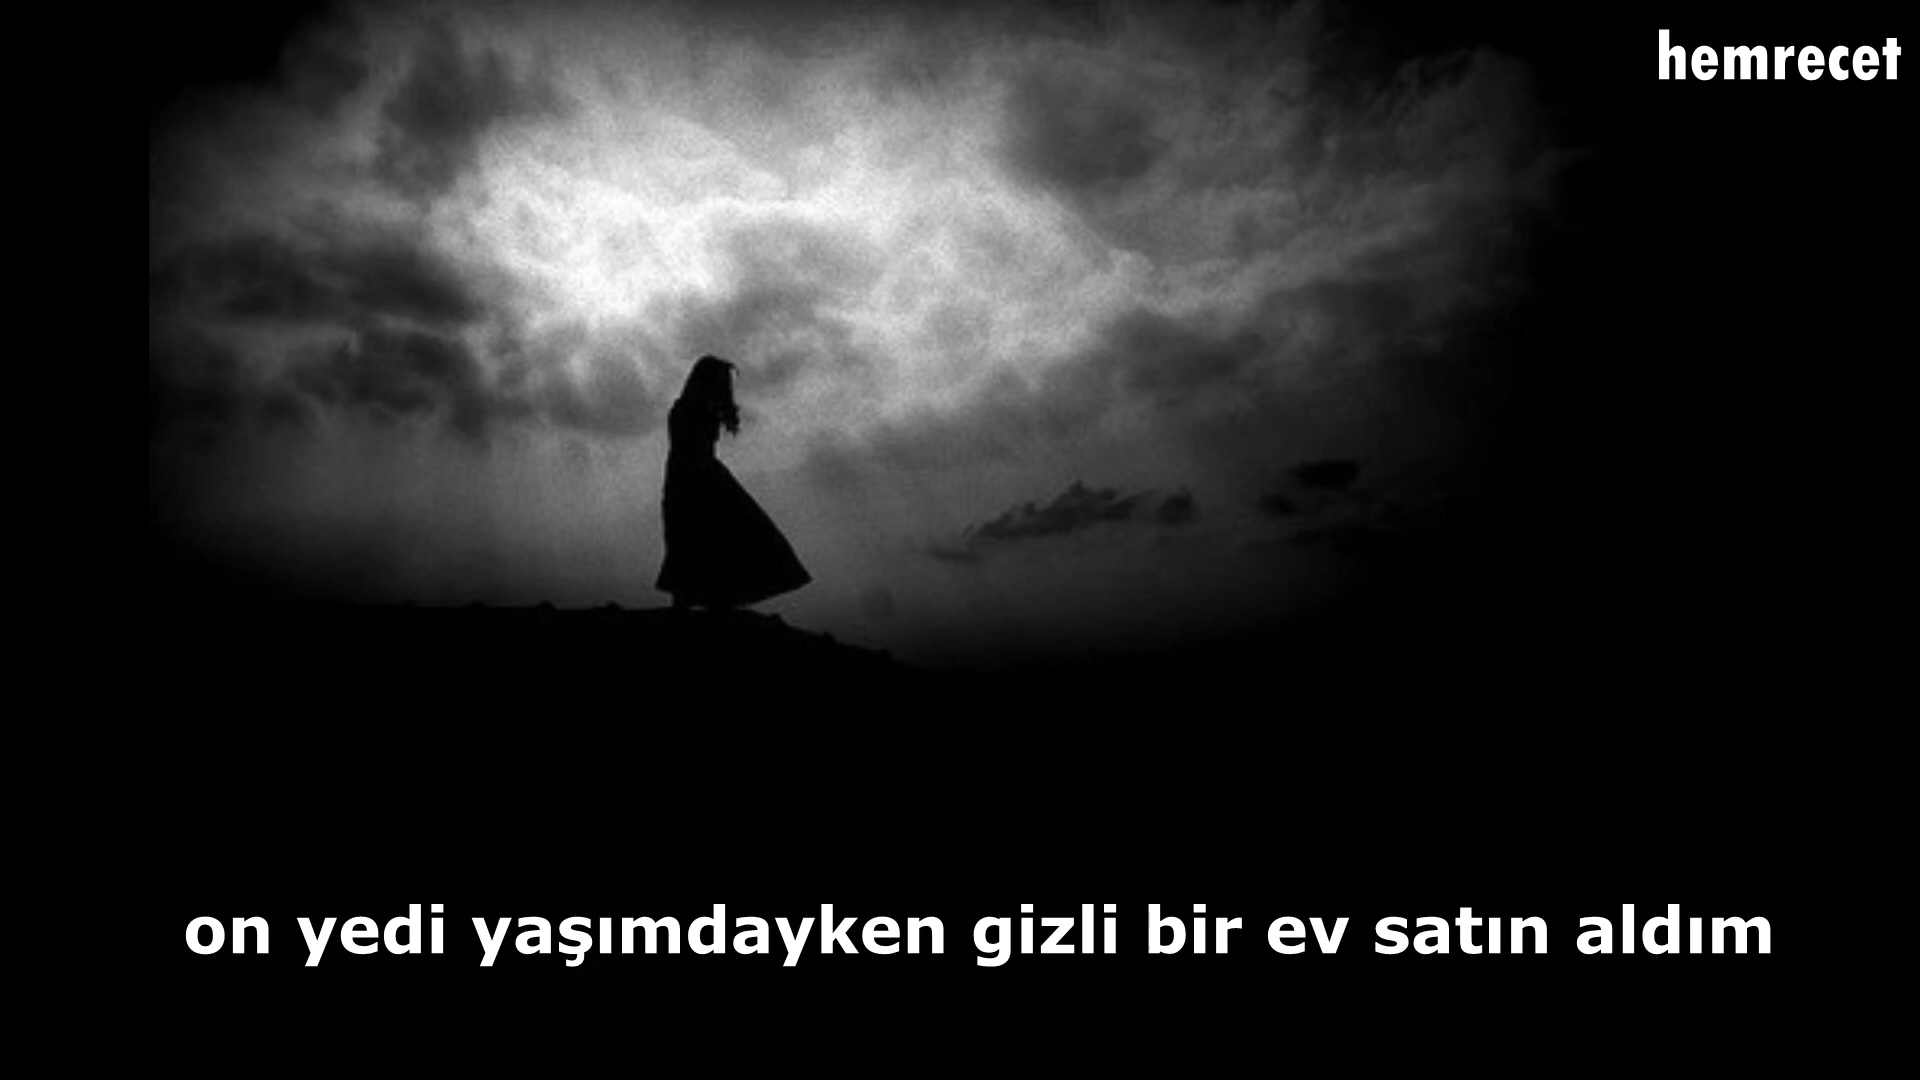 hemrecet
on yedi yaşımdayken gizli bir ev satın aldım